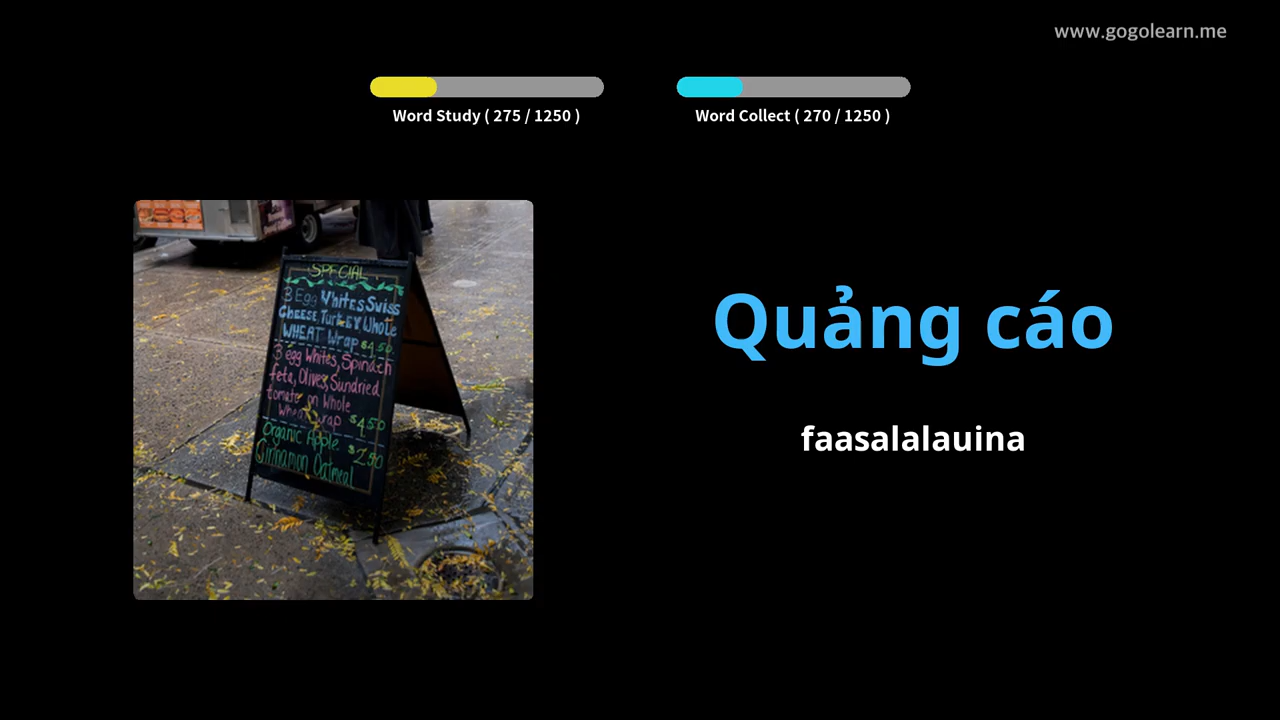 www.gogolearn.me
Word Study ( 275 / 1250 )
Word Collect ( 270 / 1250 )
SPECIAL
3 Egg Whites Swiss
Cheese, Turkey Whole
WHEAT Wrap $4.50
3 egg Whites, Spinach
feta, Olives, Sundried
tomato on Whole
Wheat Wrap $4.50
Organic Apple
Cinnamon Oatmeal $2.50
Quảng cáo
faasalalauina